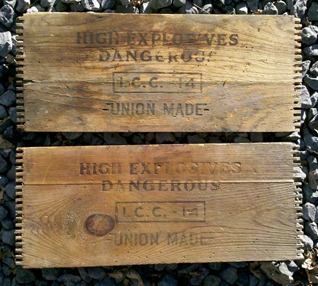 HIGH EXPLOSIVES
DANGEROUS
I.C.C. -14
-UNION MADE-
HIGH EXPLOSIVES
DANGEROUS
I.C.C. -14
-UNION MADE-